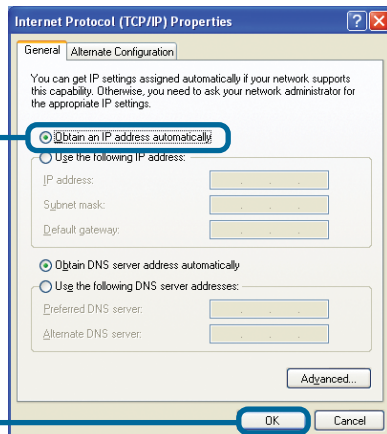 Internet Protocol (TCP/IP) Properties
General
Alternate Configuration
You can get IP settings assigned automatically if your network supports
this capability. Otherwise, you need to ask your network administrator for
the appropriate IP settings.
Obtain an IP address automatically
Use the following IP address:
IP address:
Subnet mask:
Default gateway:
Obtain DNS server address automatically
Use the following DNS server addresses:
Preferred DNS server:
Alternate DNS server:
Advanced...
OK
Cancel